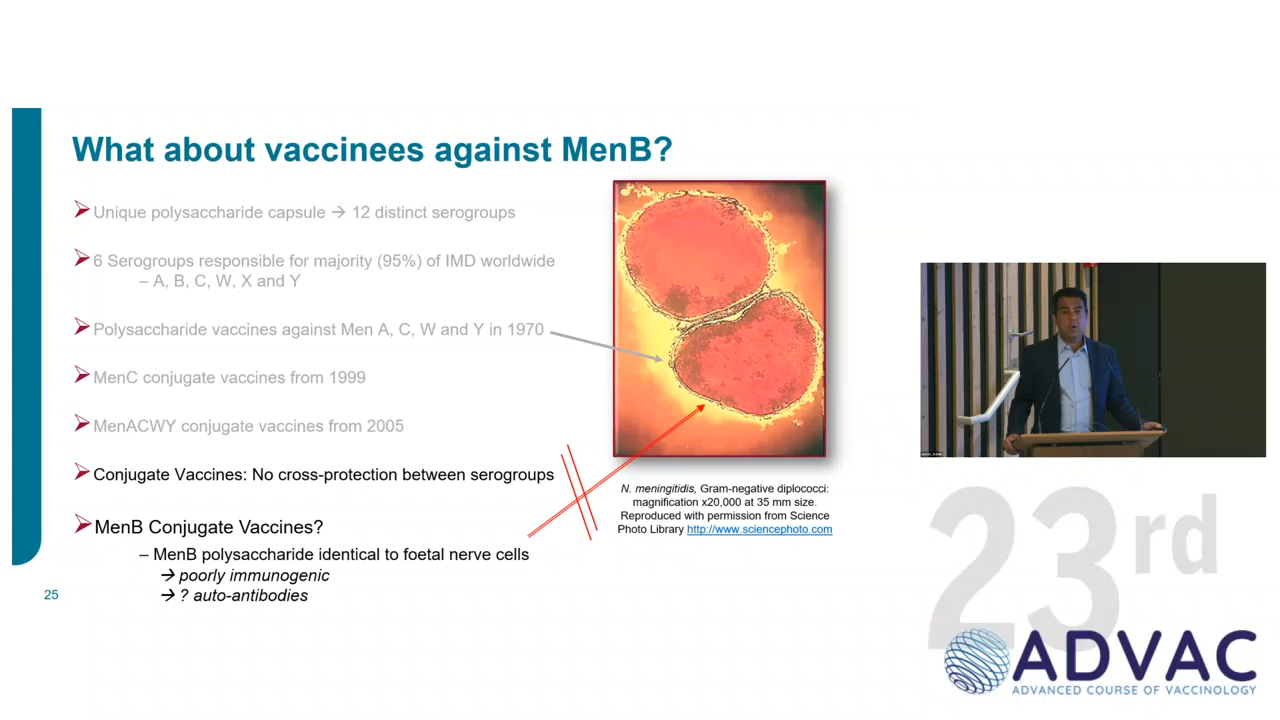 What about vaccinees against MenB?
Unique polysaccharide capsule → 12 distinct serogroups
6 Serogroups responsible for majority (95%) of IMD worldwide
– A, B, C, W, X and Y
Polysaccharide vaccines against Men A, C, W and Y in 1970
MenC conjugate vaccines from 1999
MenACWY conjugate vaccines from 2005
Conjugate Vaccines: No cross-protection between serogroups
MenB Conjugate Vaccines?
– MenB polysaccharide identical to foetal nerve cells
→ poorly immunogenic
→ ? auto-antibodies
25
N. meningitidis, Gram-negative diplococci:
magnification x20,000 at 35 mm size.
Reproduced with permission from Science
Photo Library http://www.sciencephoto.com
23rd
ADVAC
ADVANCED COURSE OF VACCINOLOGY